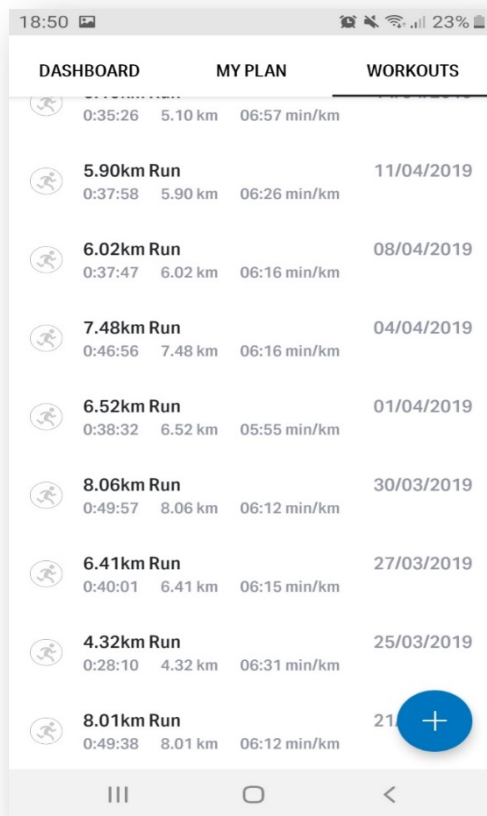 18:50 23%
DASHBOARD MY PLAN WORKOUTS
0:35:26 5.10 km 06:57 min/km
5.90km Run 11/04/2019
0:37:58 5.90 km 06:26 min/km
6.02km Run 08/04/2019
0:37:47 6.02 km 06:16 min/km
7.48km Run 04/04/2019
0:46:56 7.48 km 06:16 min/km
6.52km Run 01/04/2019
0:38:32 6.52 km 05:55 min/km
8.06km Run 30/03/2019
0:49:57 8.06 km 06:12 min/km
6.41km Run 27/03/2019
0:40:01 6.41 km 06:15 min/km
4.32km Run 25/03/2019
0:28:10 4.32 km 06:31 min/km
8.01km Run 21/
0:49:38 8.01 km 06:12 min/km